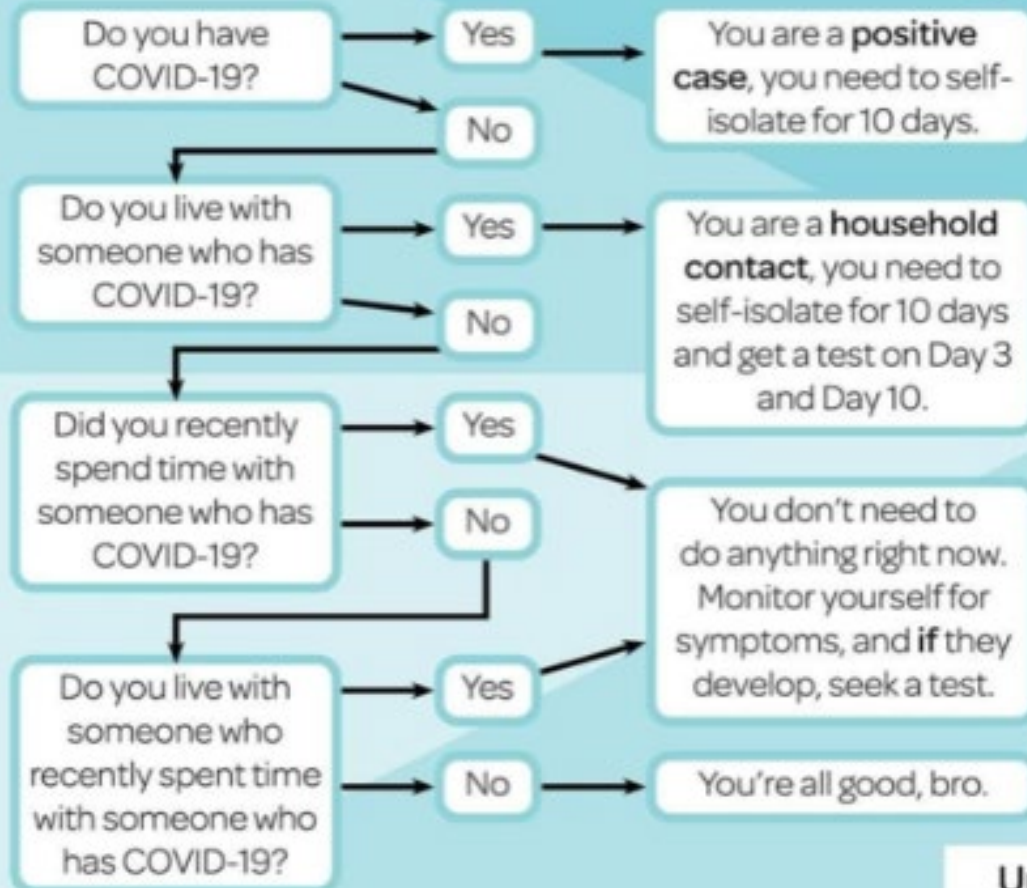 Do you have
COVID-19?
Yes
You are a positive
case, you need to self-
isolate for 10 days.
No
Do you live with
someone who has
COVID-19?
Yes
You are a household
contact, you need to
self-isolate for 10 days
and get a test on Day 3
and Day 10.
No
Did you recently
spend time with
someone who has
COVID-19?
Yes
No
You don't need to
do anything right now.
Monitor yourself for
symptoms, and if they
develop, seek a test.
Do you live with
someone who
recently spent time
with someone who
has COVID-19?
Yes
No
You're all good, bro.